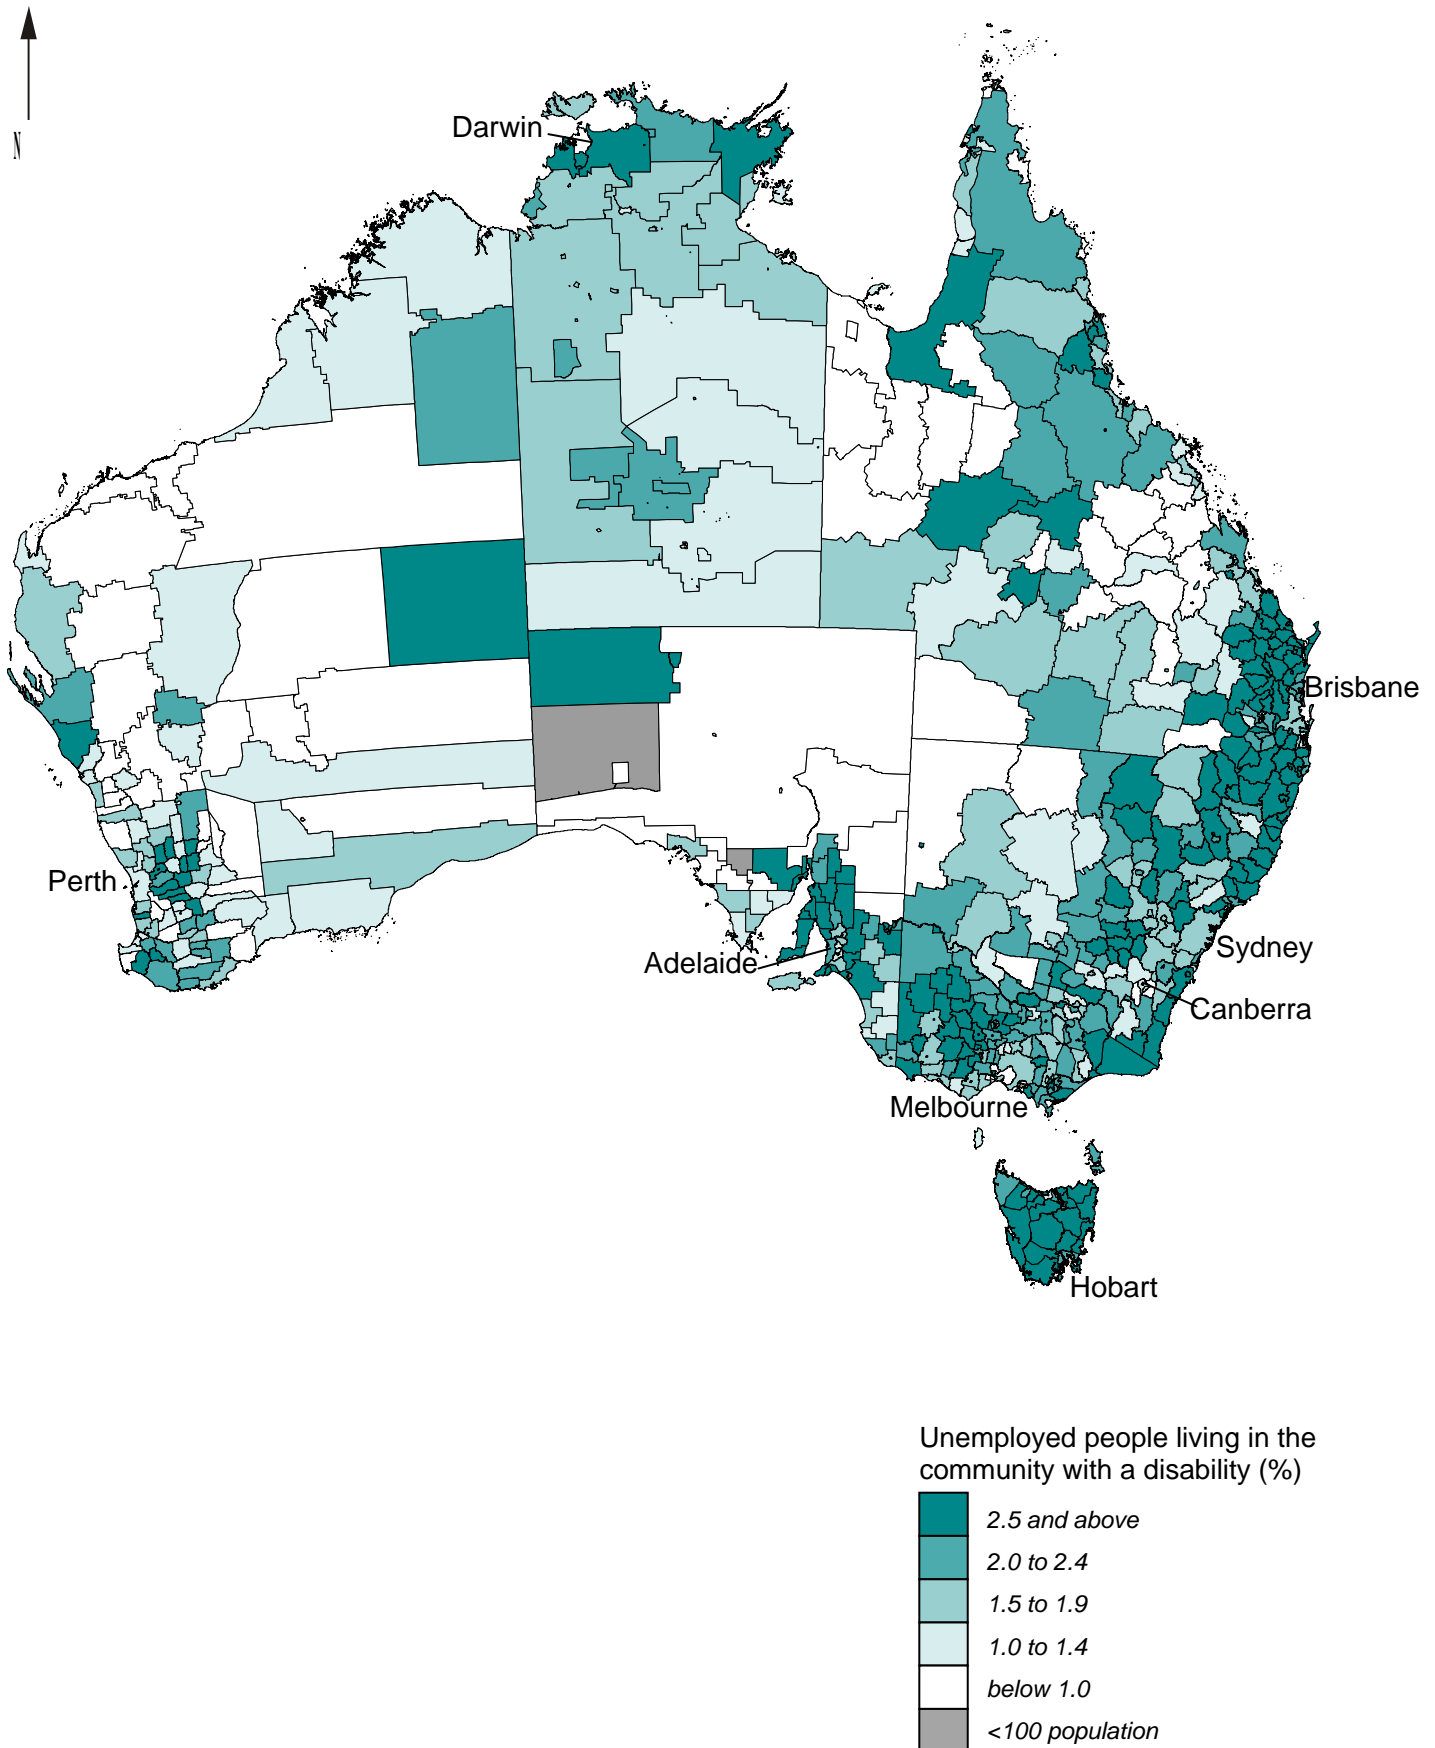 N
Darwin
Brisbane
Perth
Sydney
Adelaide
Canberra
Melbourne
Hobart
Unemployed people living in the
community with a disability (%)
2.5 and above
2.0 to 2.4
1.5 to 1.9
1.0 to 1.4
below 1.0
<100 population